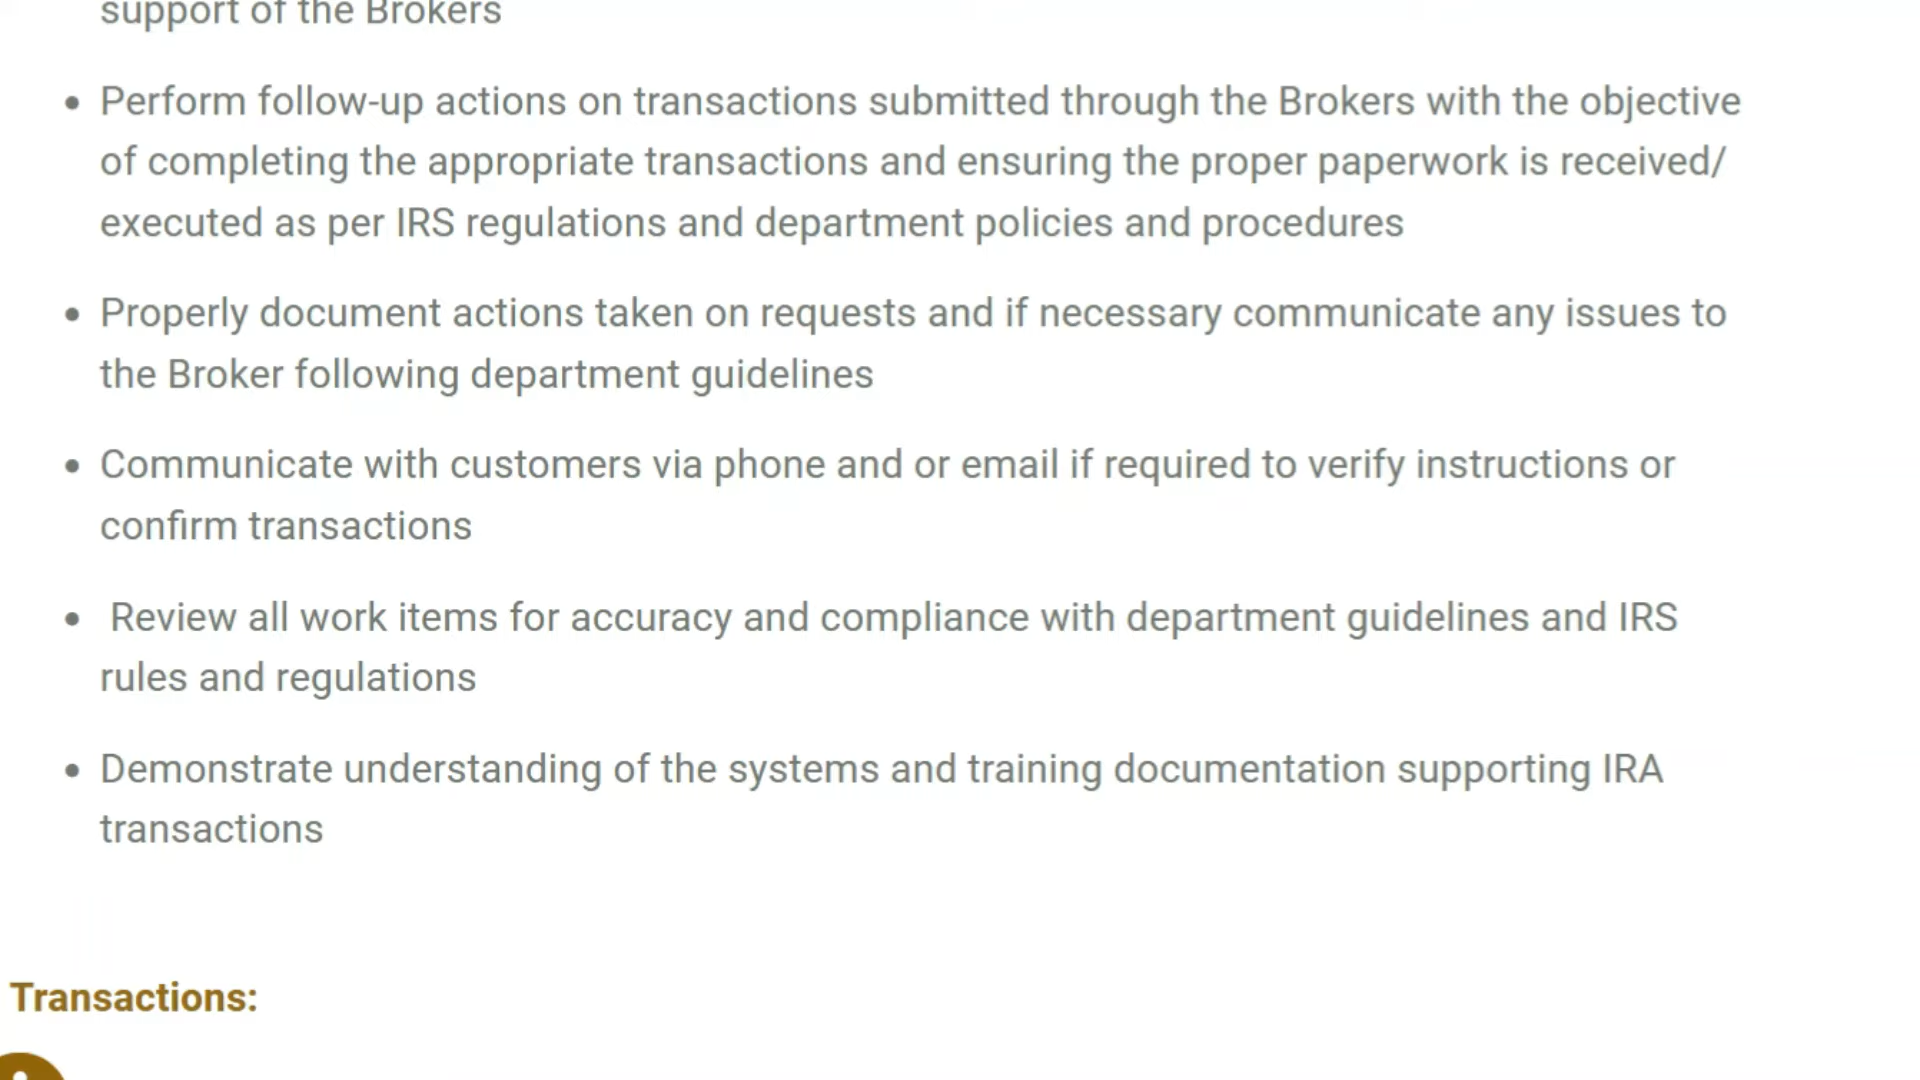 support of the Brokers
Perform follow-up actions on transactions submitted through the Brokers with the objective
of completing the appropriate transactions and ensuring the proper paperwork is received/
executed as per IRS regulations and department policies and procedures
Properly document actions taken on requests and if necessary communicate any issues to
the Broker following department guidelines
Communicate with customers via phone and or email if required to verify instructions or
confirm transactions
Review all work items for accuracy and compliance with department guidelines and IRS
rules and regulations
Demonstrate understanding of the systems and training documentation supporting IRA
transactions
Transactions: